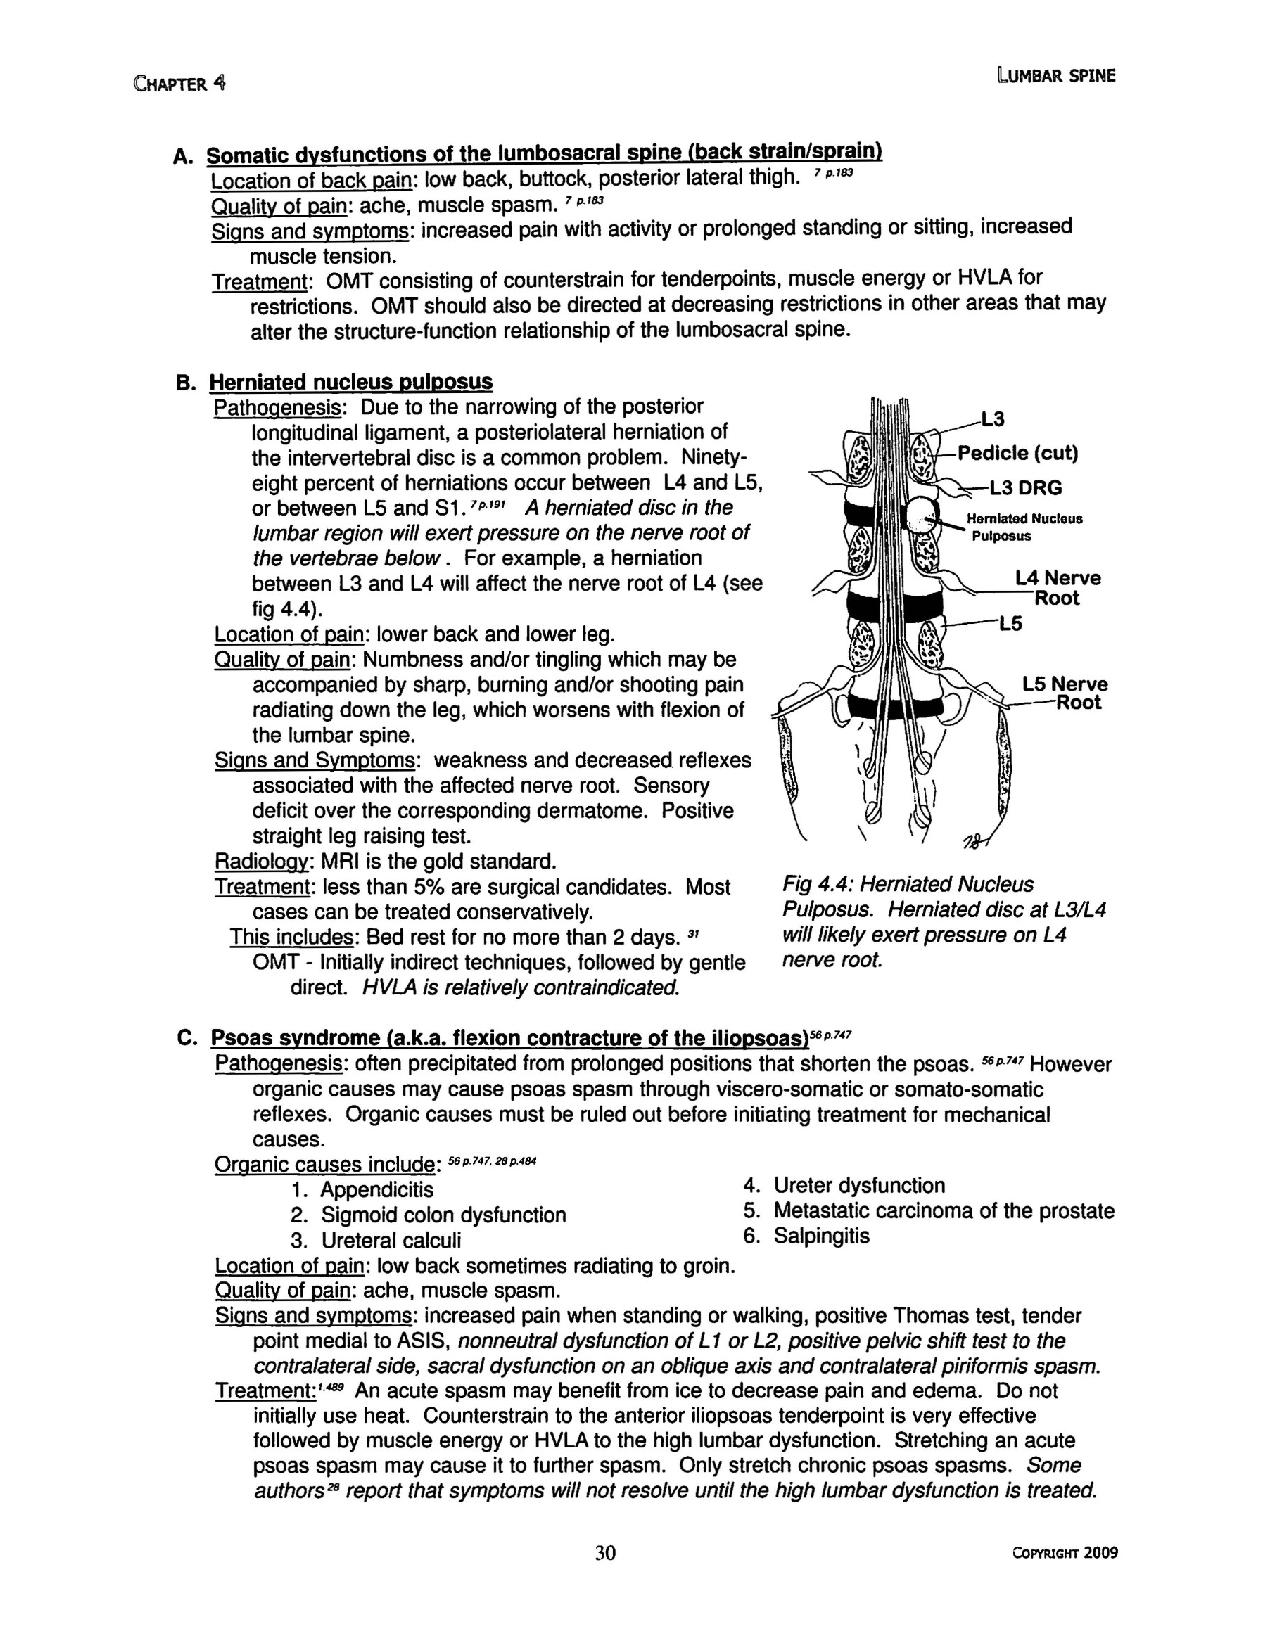 CHAPTER 4
LUMBAR SPINE
A. Somatic dysfunctions of the lumbosacral spine (back strain/sprain)
Location of back pain: low back, buttock, posterior lateral thigh. 7 p.183
Quality of pain: ache, muscle spasm. 7 p.183
Signs and symptoms: increased pain with activity or prolonged standing or sitting, increased
muscle tension.
Treatment: OMT consisting of counterstrain for tenderpoints, muscle energy or HVLA for
restrictions. OMT should also be directed at decreasing restrictions in other areas that may
alter the structure-function relationship of the lumbosacral spine.
B. Herniated nucleus pulposus
Pathogenesis: Due to the narrowing of the posterior
longitudinal ligament, a posteriolateral herniation of
the intervertebral disc is a common problem. Ninety-
eight percent of herniations occur between L4 and L5,
or between L5 and S1. 7 p.191 A herniated disc in the
lumbar region will exert pressure on the nerve root of
the vertebrae below. For example, a herniation
between L3 and L4 will affect the nerve root of L4 (see
fig 4.4).
Location of pain: lower back and lower leg.
Quality of pain: Numbness and/or tingling which may be
accompanied by sharp, burning and/or shooting pain
radiating down the leg, which worsens with flexion of
the lumbar spine.
Signs and Symptoms: weakness and decreased reflexes
associated with the affected nerve root. Sensory
deficit over the corresponding dermatome. Positive
straight leg raising test.
Radiology: MRI is the gold standard.
Treatment: less than 5% are surgical candidates. Most
cases can be treated conservatively.
This includes: Bed rest for no more than 2 days. 31
OMT - Initially indirect techniques, followed by gentle
direct. HVLA is relatively contraindicated.
L3
Pedicle (cut)
L3 DRG
Herniated Nucleus
Pulposus
L4 Nerve
Root
L5
L5 Nerve
Root
Fig 4.4: Herniated Nucleus
Pulposus. Herniated disc at L3/L4
will likely exert pressure on L4
nerve root.
C. Psoas syndrome (a.k.a. flexion contracture of the iliopsoas) 56 p.747
Pathogenesis: often precipitated from prolonged positions that shorten the psoas. 56 p.747 However
organic causes may cause psoas spasm through viscero-somatic or somato-somatic
reflexes. Organic causes must be ruled out before initiating treatment for mechanical
causes.
Organic causes include: 56 p.747, 28 p.484
1. Appendicitis
2. Sigmoid colon dysfunction
3. Ureteral calculi
4. Ureter dysfunction
5. Metastatic carcinoma of the prostate
6. Salpingitis
Location of pain: low back sometimes radiating to groin.
Quality of pain: ache, muscle spasm.
Signs and symptoms: increased pain when standing or walking, positive Thomas test, tender
point medial to ASIS, nonneutral dysfunction of L1 or L2, positive pelvic shift test to the
contralateral side, sacral dysfunction on an oblique axis and contralateral piriformis spasm.
Treatment: 1, 489 An acute spasm may benefit from ice to decrease pain and edema. Do not
initially use heat. Counterstrain to the anterior iliopsoas tenderpoint is very effective
followed by muscle energy or HVLA to the high lumbar dysfunction. Stretching an acute
psoas spasm may cause it to further spasm. Only stretch chronic psoas spasms. Some
authors 28 report that symptoms will not resolve until the high lumbar dysfunction is treated.
30
COPYRIGHT 2009